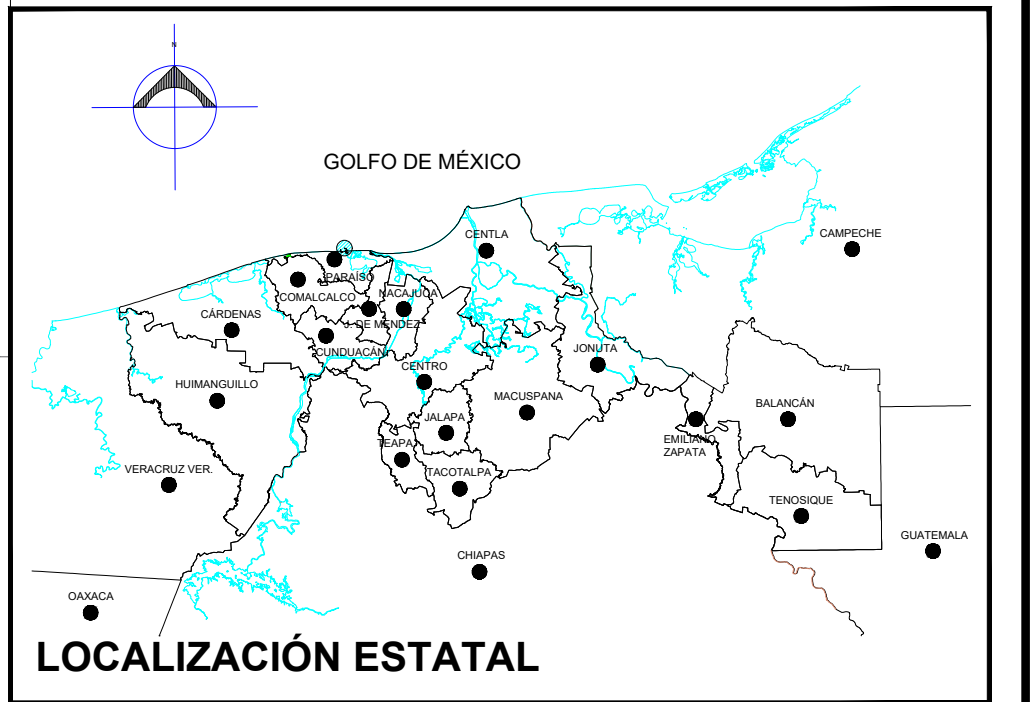 N
GOLFO DE MÉXICO
CENTLA
CAMPECHE
PARAÍSO
COMALCALCO
NACAJUCA
CÁRDENAS
J. DE MÉNDEZ
CUNDUACÁN
JONUTA
CENTRO
HUIMANGUILLO
MACUSPANA
BALANCÁN
JALAPA
EMILIANO
ZAPATA
TEAPA
VERACRUZ VER.
TACOTALPA
TENOSIQUE
GUATEMALA
CHIAPAS
OAXACA
LOCALIZACIÓN ESTATAL